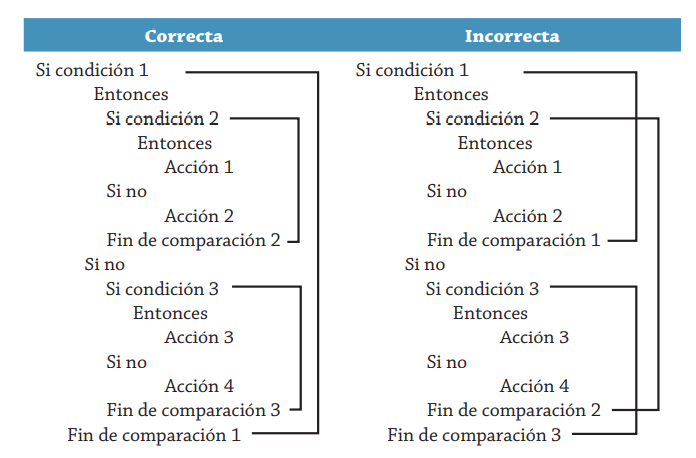 Correcta
Si condición 1
Entonces
Si condición 2
Entonces
Acción 1
Si no
Acción 2
Fin de comparación 2
Si no
Si condición 3
Entonces
Acción 3
Si no
Acción 4
Fin de comparación 3
Fin de comparación 1
Incorrecta
Si condición 1
Entonces
Si condición 2
Entonces
Acción 1
Si no
Acción 2
Fin de comparación 1
Si no
Si condición 3
Entonces
Acción 3
Si no
Acción 4
Fin de comparación 2
Fin de comparación 3